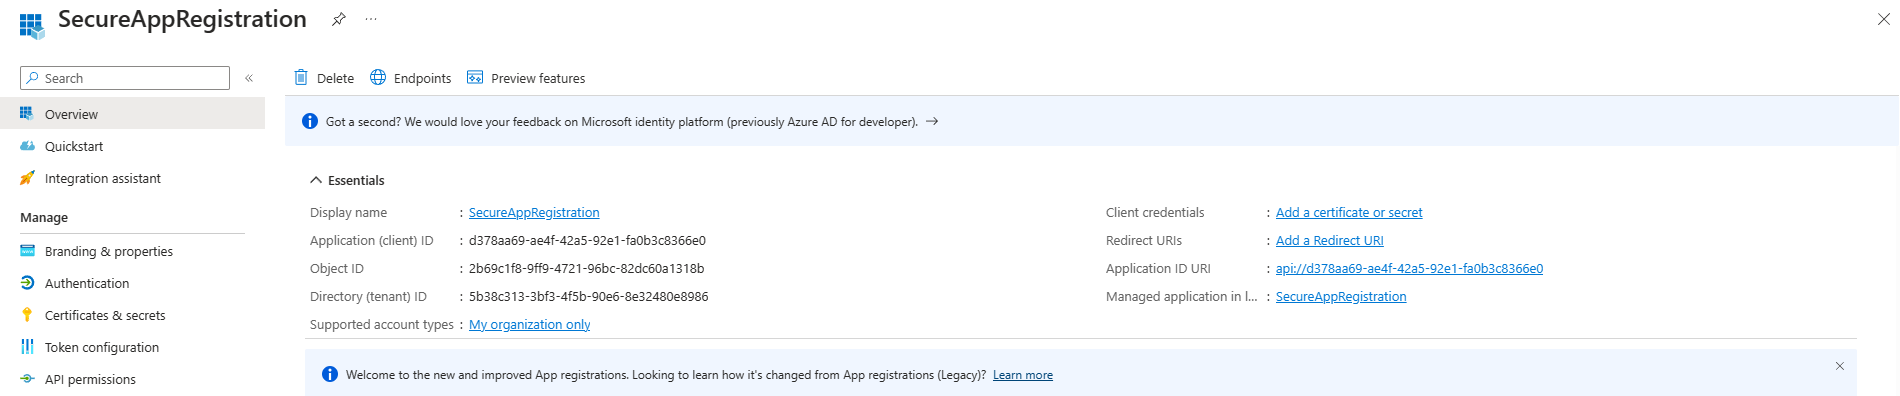 SecureAppRegistration
Search
«
Overview
Quickstart
Integration assistant
Manage
Branding & properties
Authentication
Certificates & secrets
Token configuration
API permissions
Delete Endpoints Preview features
Got a second? We would love your feedback on Microsoft identity platform (previously Azure AD for developer). →
Essentials
Display name : SecureAppRegistration
Application (client) ID : d378aa69-ae4f-42a5-92e1-fa0b3c8366e0
Object ID : 2b69c1f8-9ff9-4721-96bc-82dc60a1318b
Directory (tenant) ID : 5b38c313-3bf3-4f5b-90e6-8e32480e8986
Supported account types : My organization only
Client credentials : Add a certificate or secret
Redirect URIs : Add a Redirect URI
Application ID URI : api://d378aa69-ae4f-42a5-92e1-fa0b3c8366e0
Managed application in l... : SecureAppRegistration
Welcome to the new and improved App registrations. Looking to learn how it's changed from App registrations (Legacy)? Learn more